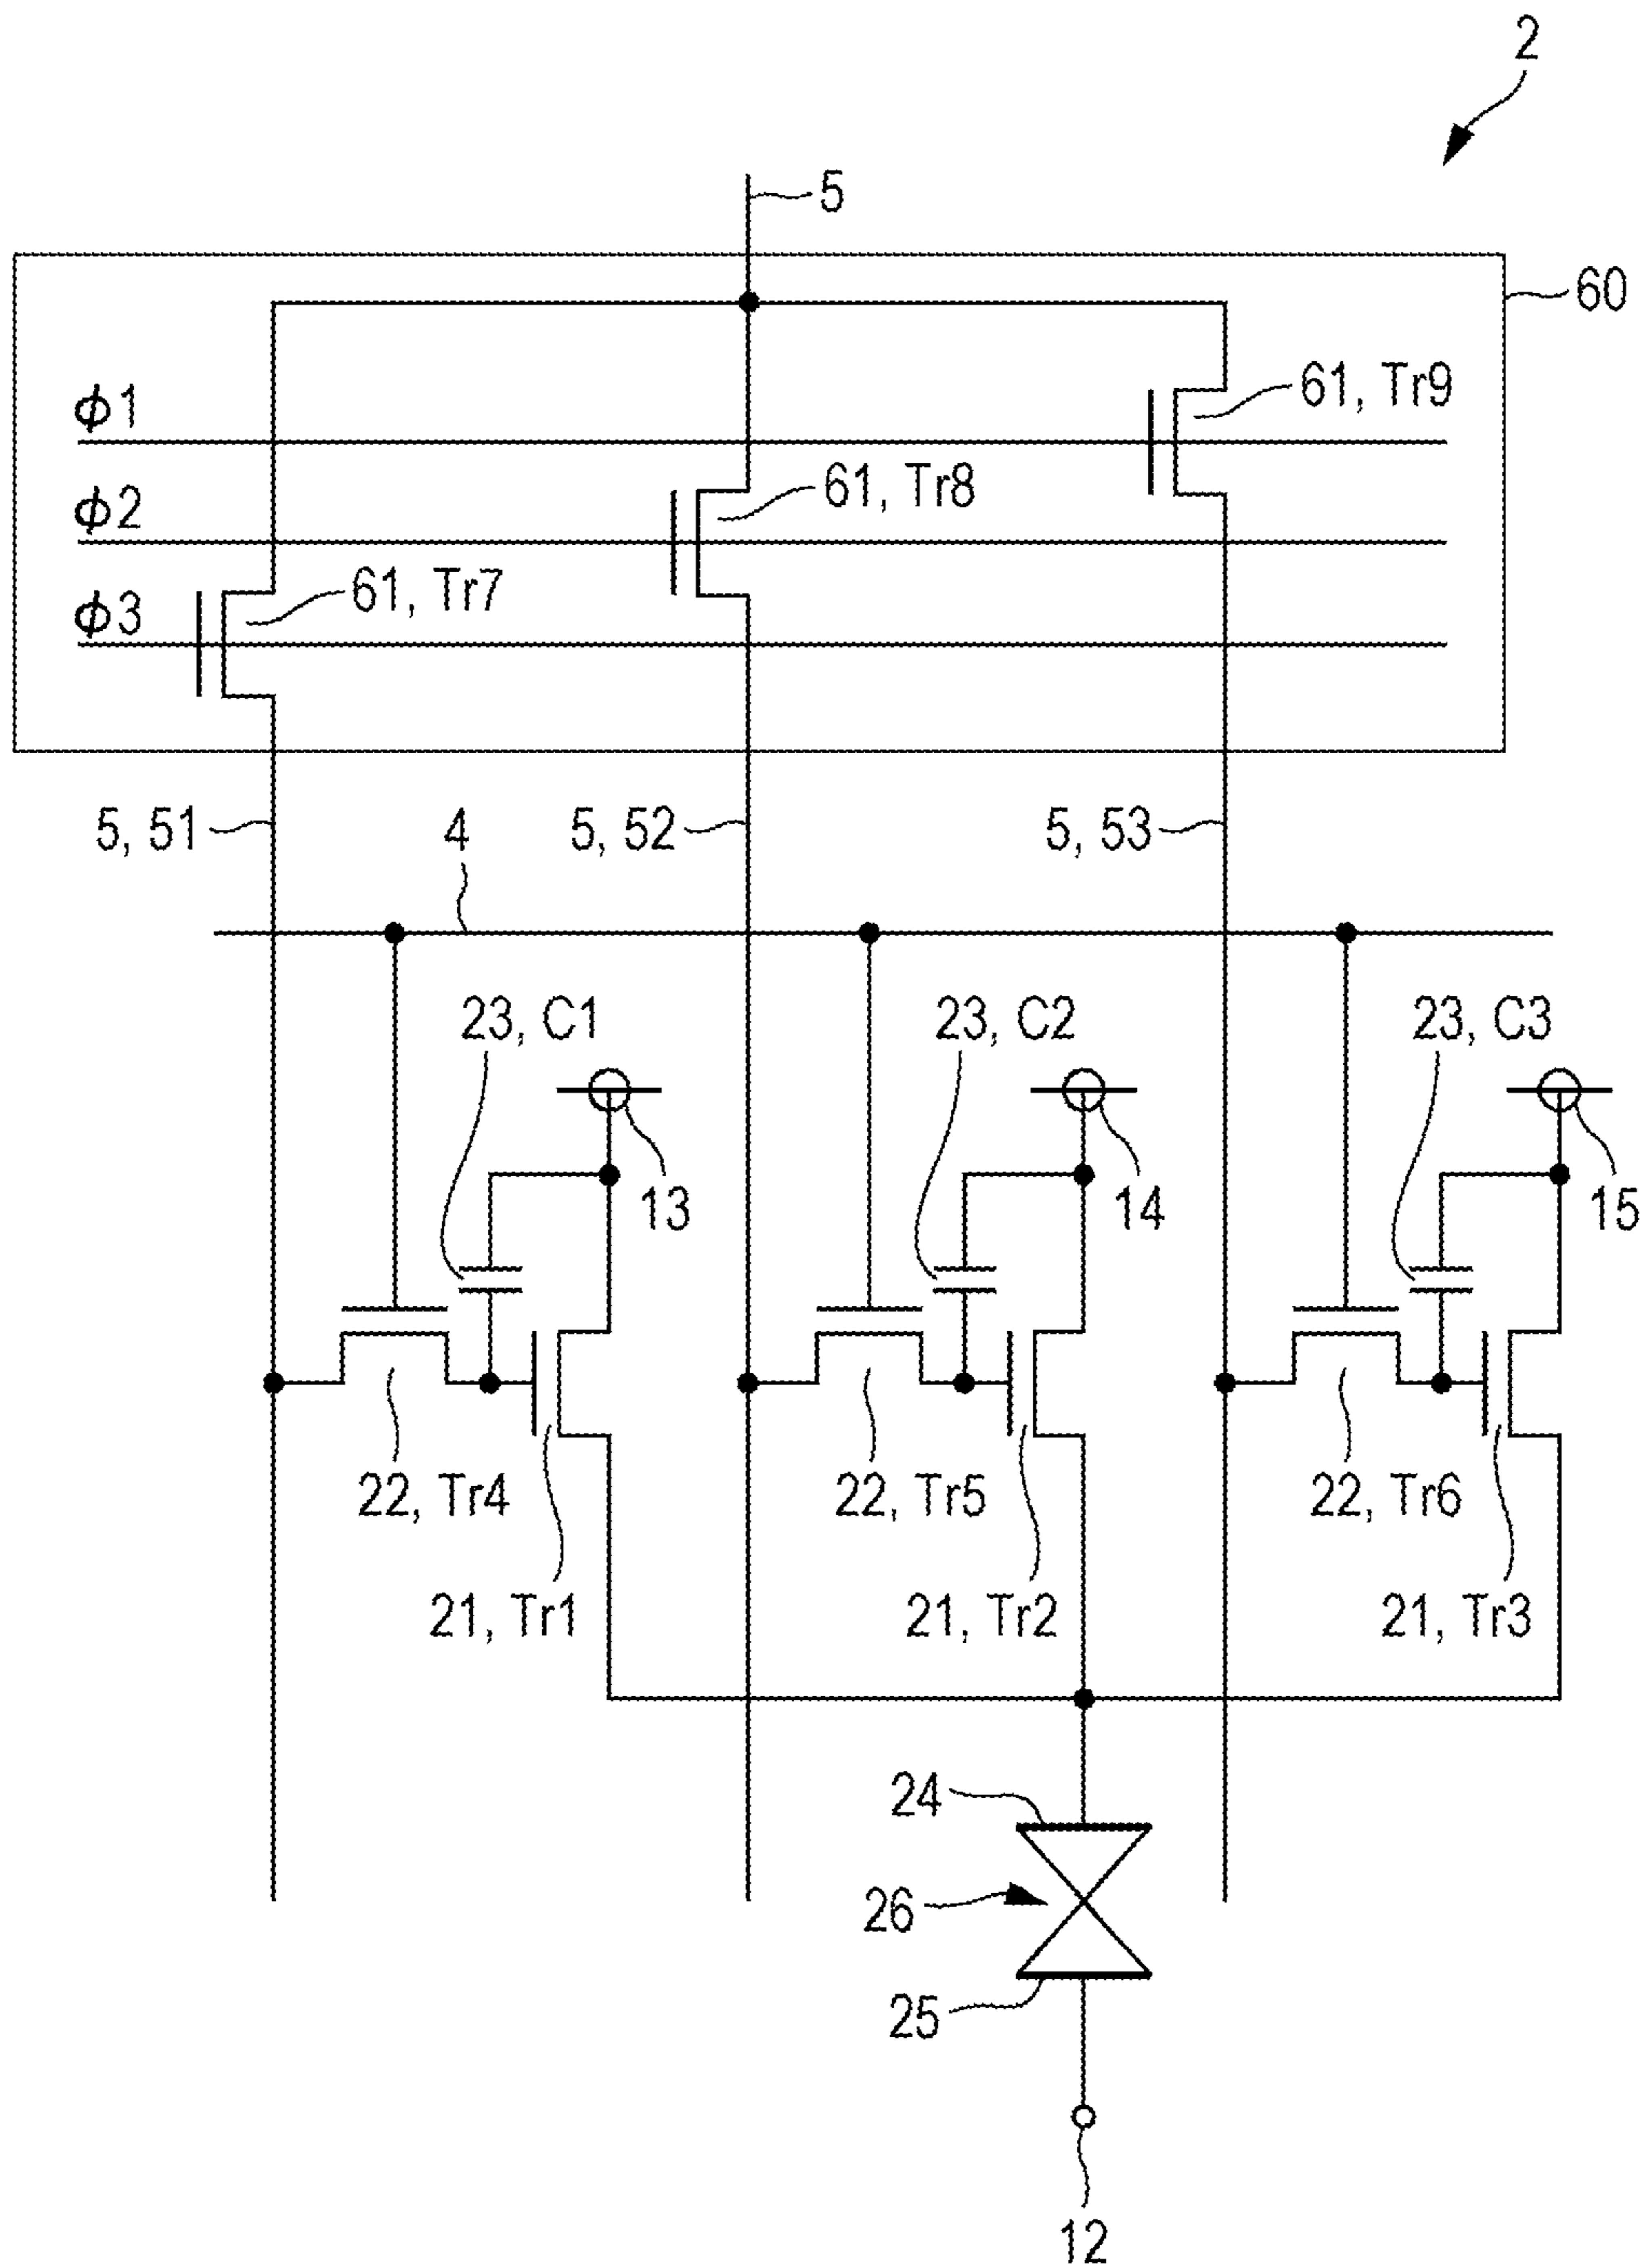 2
5
60
ϕ1
61, Tr9
ϕ2
61, Tr8
ϕ3
61, Tr7
5, 51
4
5, 52
5, 53
23, C1
23, C2
23, C3
13
14
15
22, Tr4
22, Tr5
22, Tr6
21, Tr1
21, Tr2
21, Tr3
24
26
25
12